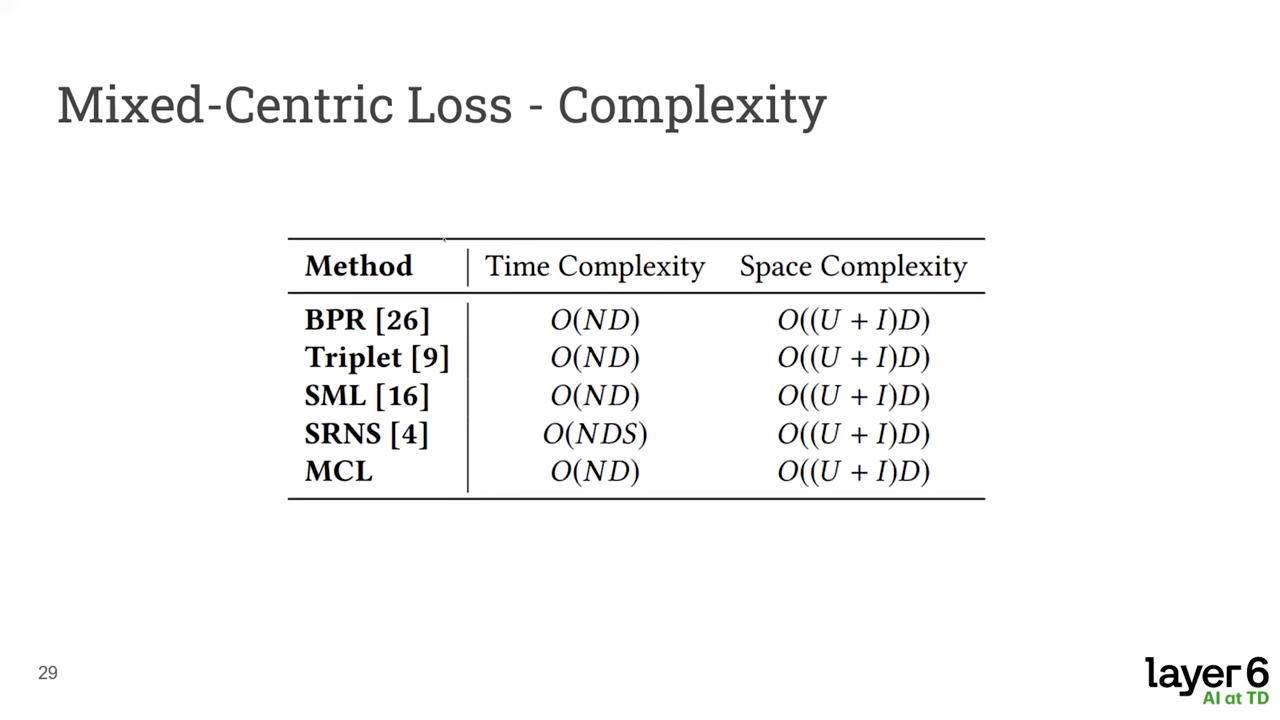 Mixed-Centric Loss - Complexity
Method Time Complexity Space Complexity
BPR [26] O(ND) O((U + I)D)
Triplet [9] O(ND) O((U + I)D)
SML [16] O(ND) O((U + I)D)
SRNS [4] O(NDS) O((U + I)D)
MCL O(ND) O((U + I)D)
29
layer 6
AI at TD